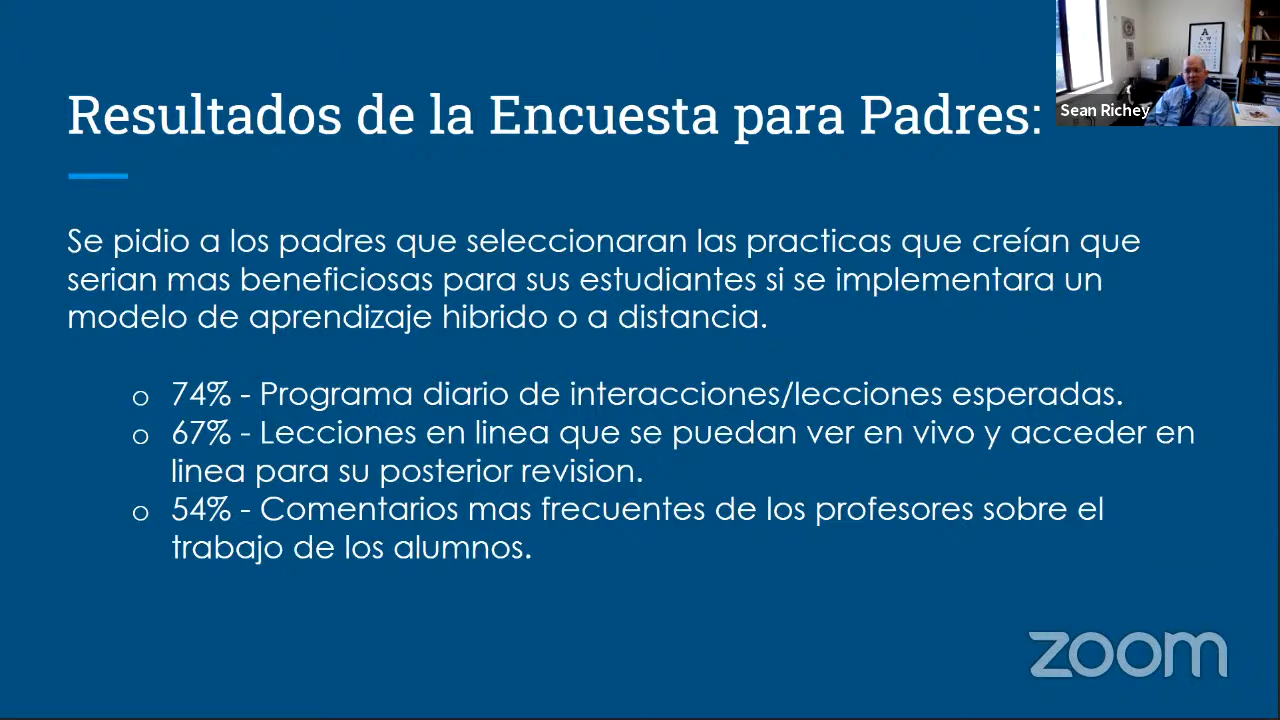 Resultados de la Encuesta para Padres:
Sean Richey
Se pidio a los padres que seleccionaran las practicas que creían que
serian mas beneficiosas para sus estudiantes si se implementara un
modelo de aprendizaje hibrido o a distancia.
o 74% - Programa diario de interacciones/lecciones esperadas.
o 67% - Lecciones en linea que se puedan ver en vivo y acceder en
linea para su posterior revision.
o 54% - Comentarios mas frecuentes de los profesores sobre el
trabajo de los alumnos.
zoom